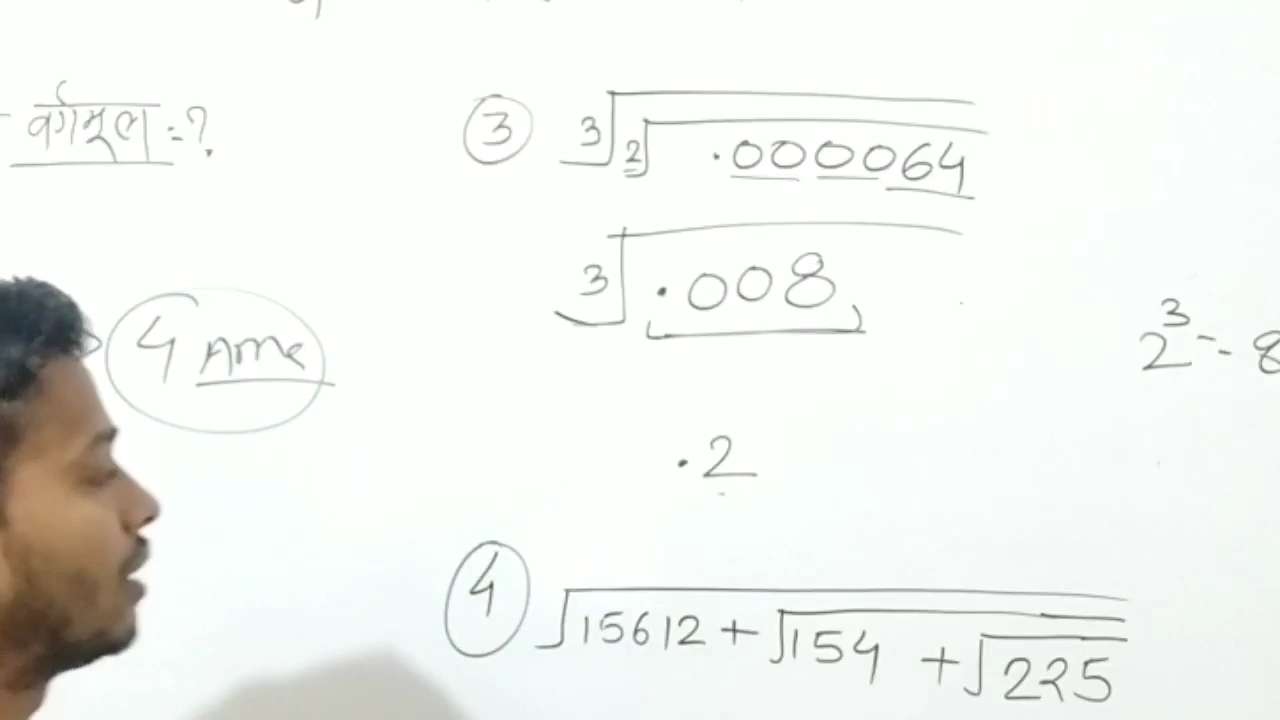 वर्गमूल = ?
4 Ans
③ ∛√.000064
∛.008
2³ = 8
.2
④ √15612 + √154 + √225